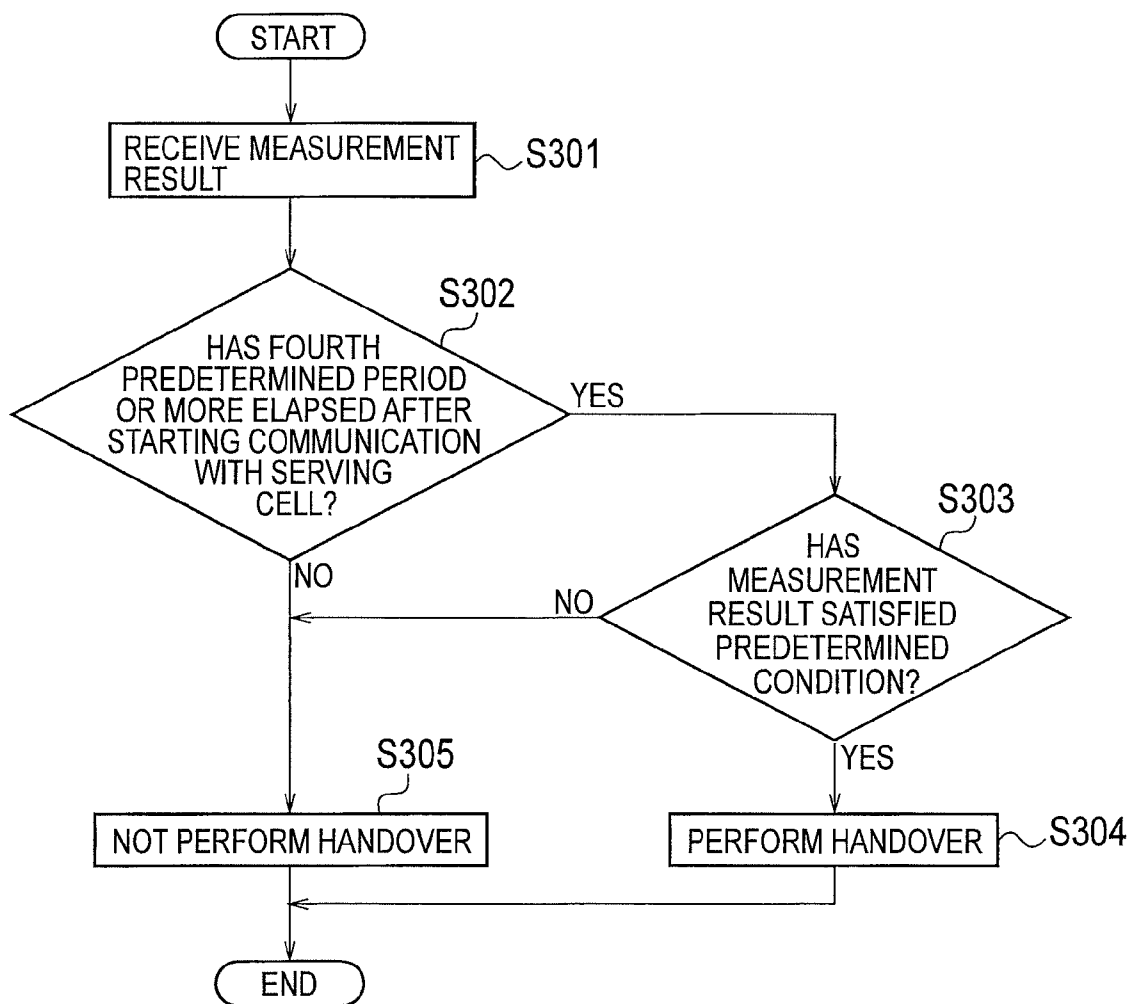 START
RECEIVE MEASUREMENT
RESULT
S301
S302
HAS FOURTH
PREDETERMINED PERIOD
OR MORE ELAPSED AFTER
STARTING COMMUNICATION
WITH SERVING
CELL?
YES
NO
S303
HAS
MEASUREMENT
RESULT SATISFIED
PREDETERMINED
CONDITION?
NO
YES
S305
NOT PERFORM HANDOVER
PERFORM HANDOVER
S304
END